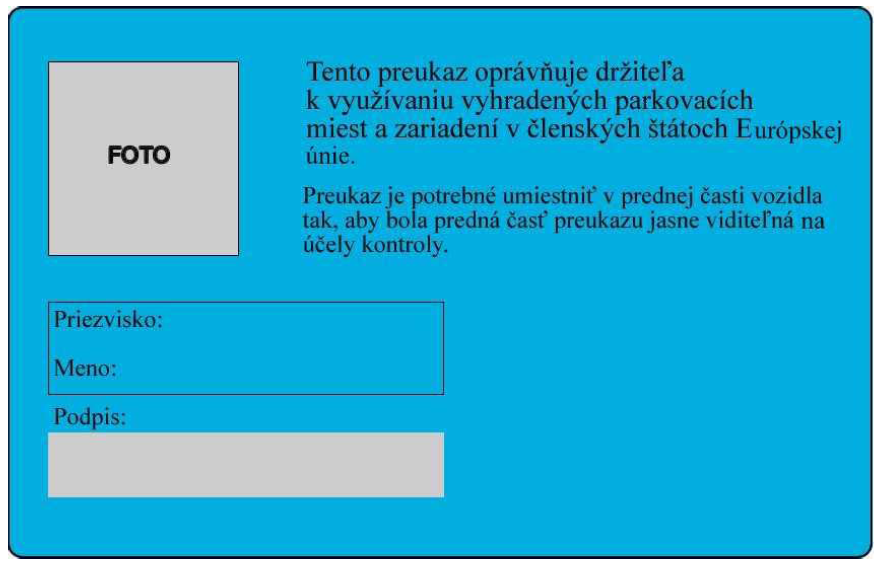 FOTO
Tento preukaz oprávňuje držiteľa
k využívaniu vyhradených parkovacích
miest a zariadení v členských štátoch Európskej
únie.
Preukaz je potrebné umiestniť v prednej časti vozidla
tak, aby bola predná časť preukazu jasne viditeľná na
účely kontroly.
Priezvisko:
Meno:
Podpis: